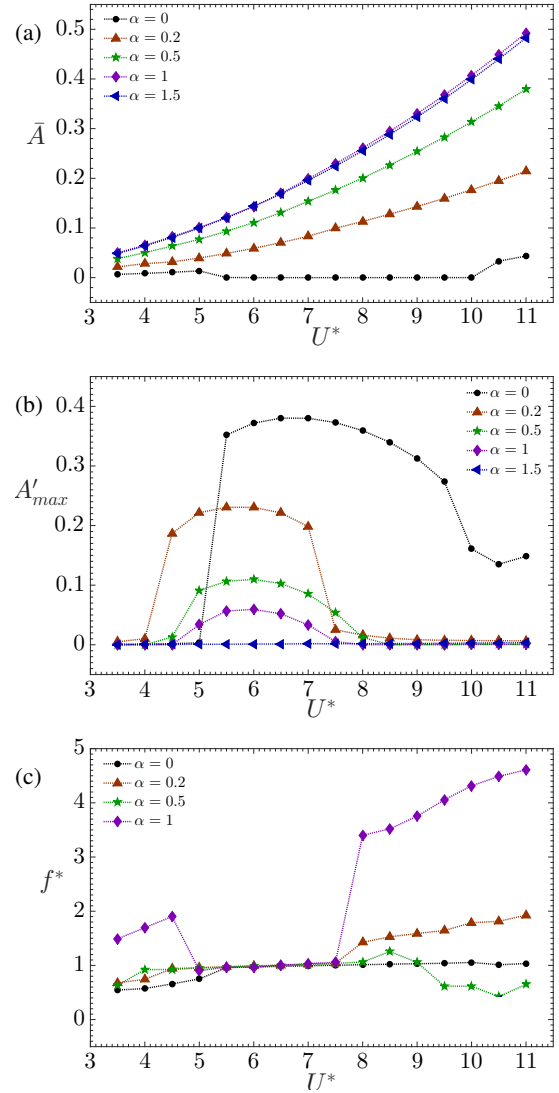 (a)
α = 0
α = 0.2
α = 0.5
α = 1
α = 1.5
0.5
0.4
0.3
0.2
0.1
0
Ā
3 4 5 6 7 8 9 10 11
U*
(b)
α = 0
α = 0.2
α = 0.5
α = 1
α = 1.5
0.4
0.3
0.2
0.1
0
A′max
3 4 5 6 7 8 9 10 11
U*
(c)
α = 0
α = 0.2
α = 0.5
α = 1
5
4
3
2
1
0
f*
3 4 5 6 7 8 9 10 11
U*